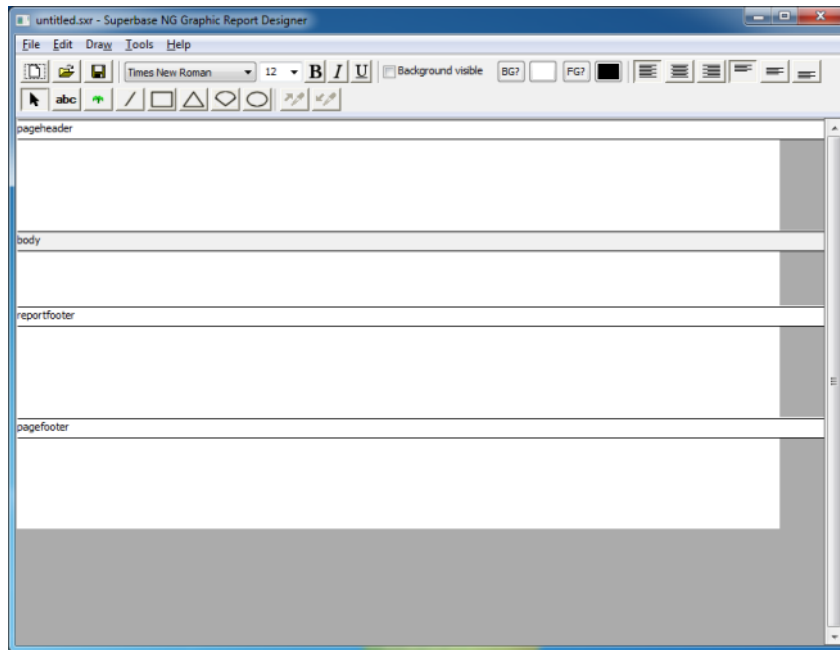 untitled.sxr - Superbase NG Graphic Report Designer
File Edit Draw Tools Help
Times New Roman 12 B I U Background visible BG? FG?
abc
pageheader
body
reportfooter
pagefooter